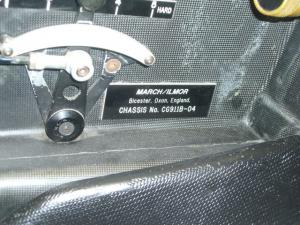 HARD
MARCH/ILMOR
Bicester, Oxon, England.
CHASSIS No. CG911B-04